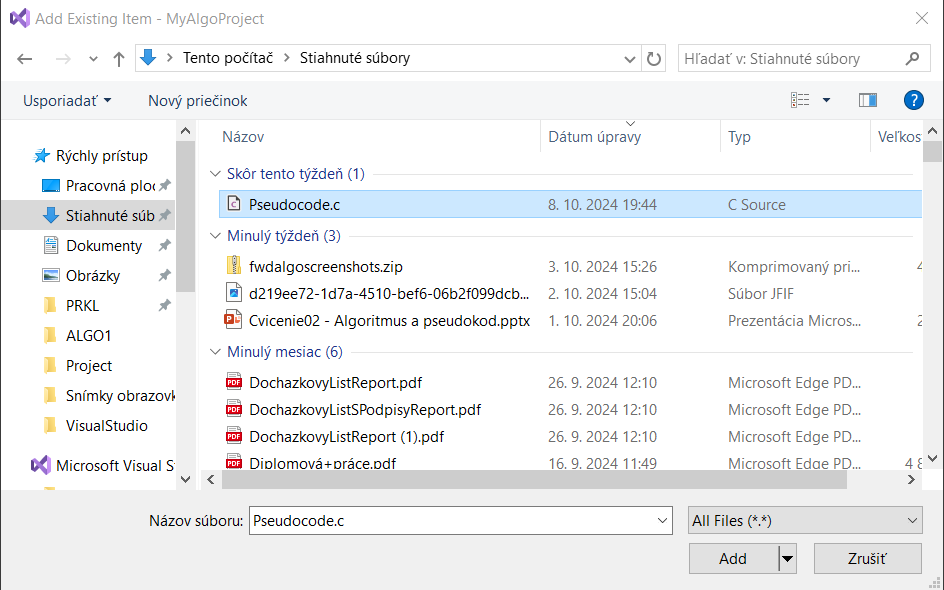 Add Existing Item - MyAlgoProject
Tento počítač > Stiahnuté súbory
Hľadať v: Stiahnuté súbory
Usporiadať
Nový priečinok
?
Názov Dátum úpravy Typ Veľkos
Rýchly prístup
Pracovná ploc
Stiahnuté súb
Dokumenty
Obrázky
PRKL
ALGO1
Project
Snímky obrazovk
VisualStudio
Microsoft Visual S
Skôr tento týždeň (1)
Pseudocode.c 8. 10. 2024 19:44 C Source
Minulý týždeň (3)
fwdalgoscreenshots.zip 3. 10. 2024 15:26 Komprimovaný pri... 4
d219ee72-1d7a-4510-bef6-06b2f099dcb... 2. 10. 2024 15:04 Súbor JFIF
Cvicenie02 - Algoritmus a pseudokod.pptx 1. 10. 2024 20:06 Prezentácia Micros... 2
Minulý mesiac (6)
DochazkovyListReport.pdf 26. 9. 2024 12:10 Microsoft Edge PD...
DochazkovyListSPodpisyReport.pdf 26. 9. 2024 12:10 Microsoft Edge PD...
DochazkovyListReport (1).pdf 26. 9. 2024 12:10 Microsoft Edge PD...
Diplomová+práce.pdf 16. 9. 2024 11:49 Microsoft Edge PD... 4 8
Názov súboru: Pseudocode.c
All Files (*.*)
Add
Zrušiť